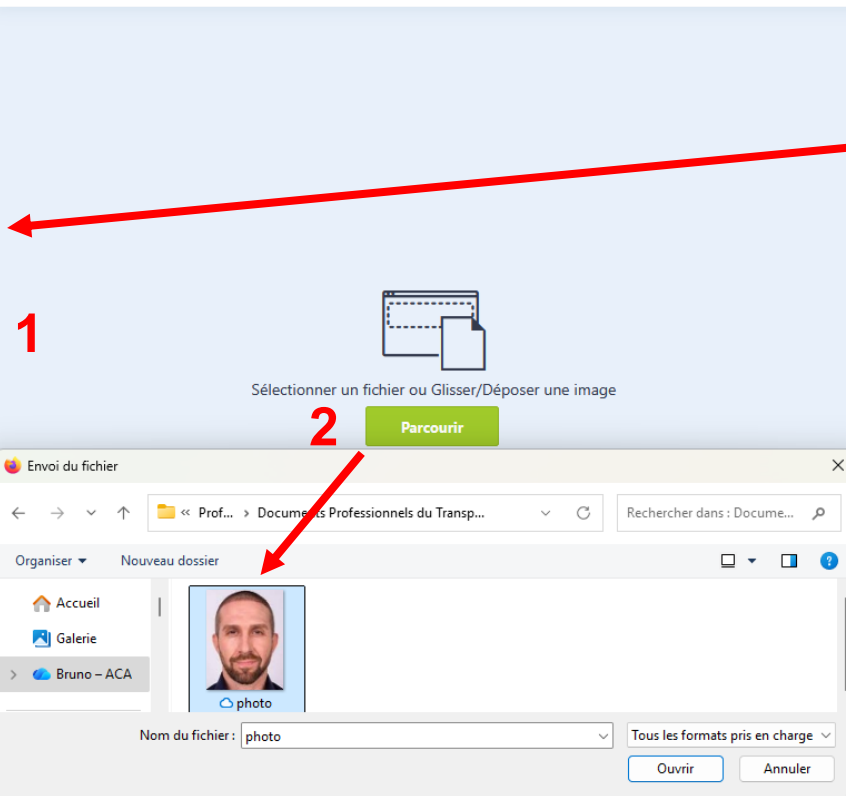 1
Sélectionner un fichier ou Glisser/Déposer une image
2
Parcourir
Envoi du fichier
« Prof... > Documents Professionnels du Transp...
Rechercher dans : Docume...
Organiser
Nouveau dossier
?
Accueil
Galerie
Bruno – ACA
photo
Nom du fichier : photo
Tous les formats pris en charge
Ouvrir
Annuler